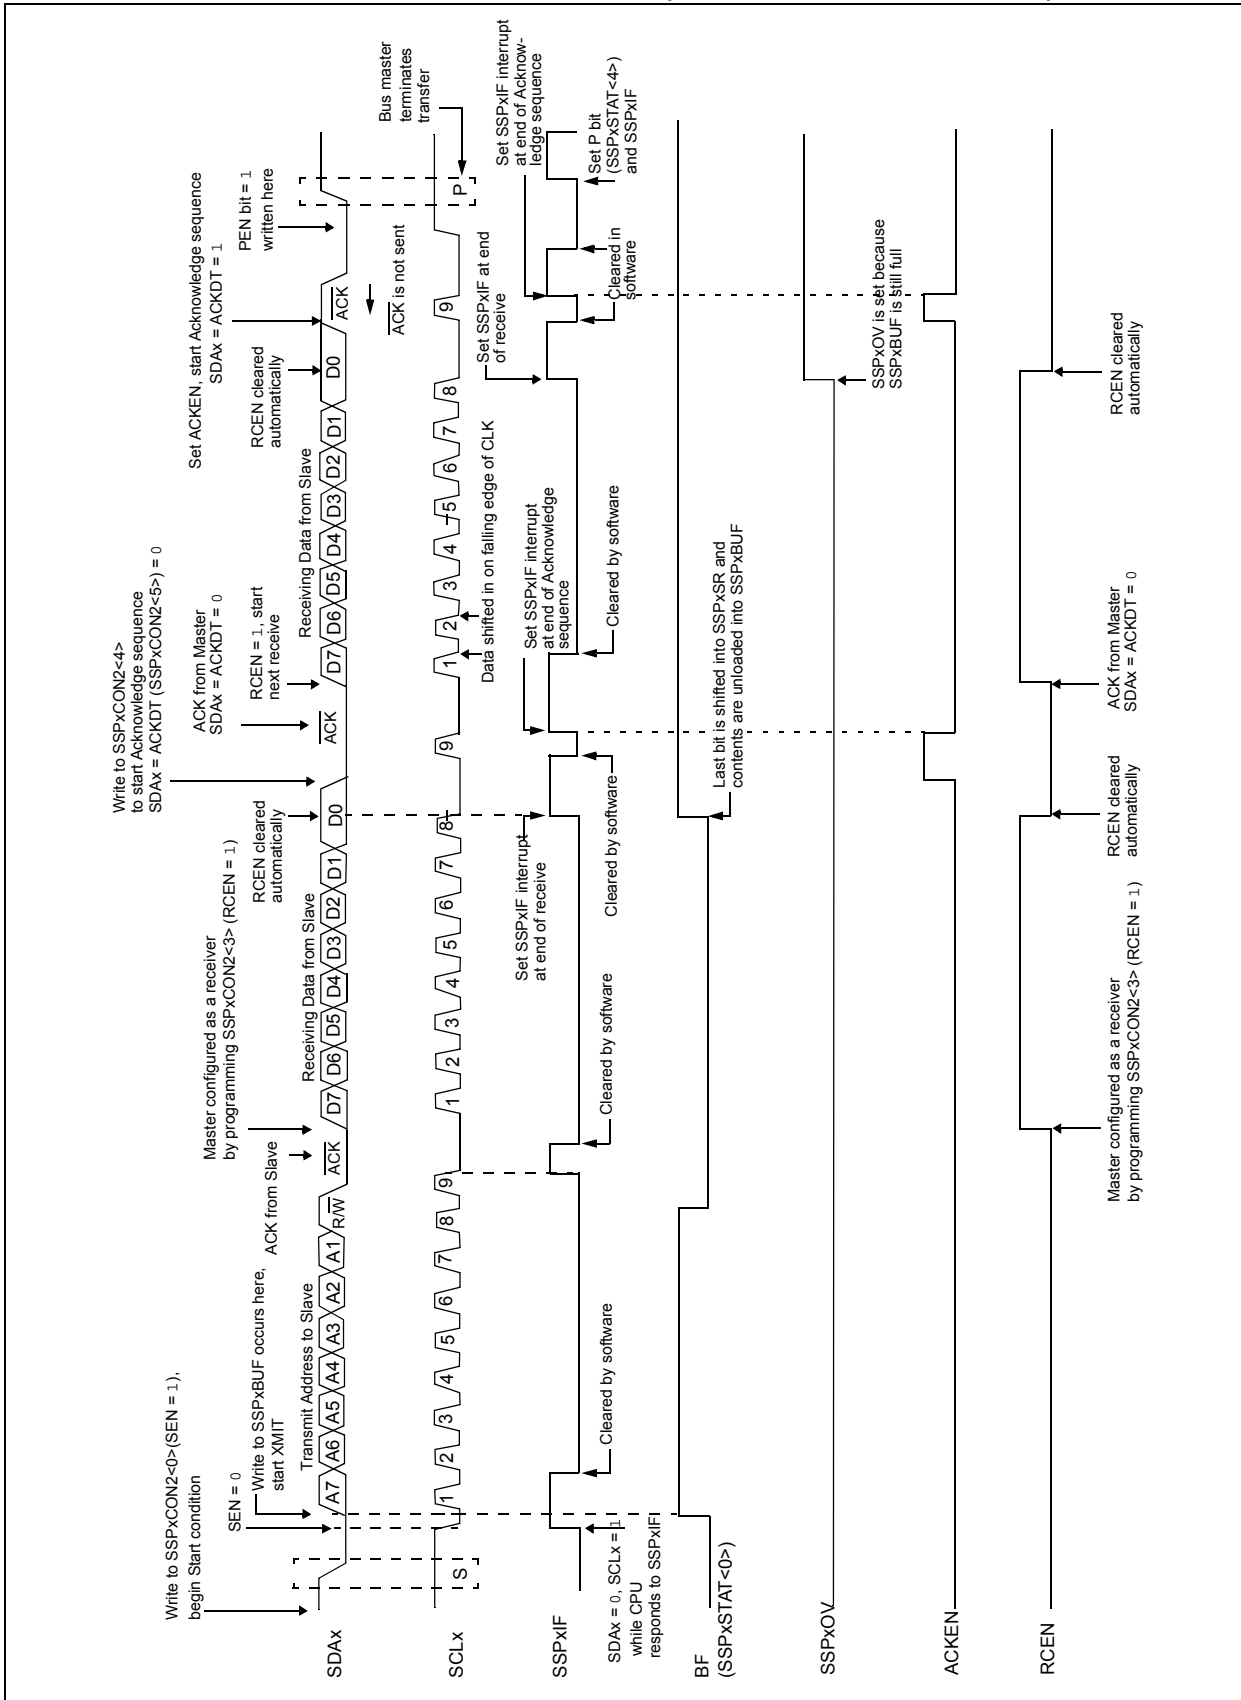 Write to SSPxCON2<0>(SEN = 1),
begin Start condition
SEN = 0
Write to SSPxBUF occurs here,
start XMIT
ACK from Slave
Master configured as a receiver
by programming SSPxCON2<3> (RCEN = 1)
RCEN cleared
automatically
Write to SSPxCON2<4>
to start Acknowledge sequence
SDAx = ACKDT (SSPxCON2<5>) = 0
ACK from Master
SDAx = ACKDT = 0
RCEN = 1, start
next receive
RCEN cleared
automatically
Set ACKEN, start Acknowledge sequence
SDAx = ACKDT = 1
PEN bit = 1
written here
Transmit Address to Slave
Receiving Data from Slave
Receiving Data from Slave
SDAx
A7 A6 A5 A4 A3 A2 A1 R/W ACK D7 D6 D5 D4 D3 D2 D1 D0 ACK D7 D6 D5 D4 D3 D2 D1 D0 ACK
ACK is not sent
Bus master
terminates
transfer
SCLx
S 1 2 3 4 5 6 7 8 9 1 2 3 4 5 6 7 8 9 1 2 3 4 5 6 7 8 9 P
Data shifted in on falling edge of CLK
Set SSPxIF interrupt
at end of receive
Set SSPxIF interrupt
at end of Acknowledge
sequence
Set SSPxIF at end
of receive
Set SSPxIF interrupt
at end of Acknow-
ledge sequence
SSPxIF
SDAx = 0, SCLx = 1
while CPU
responds to SSPxIF
Cleared by software
Cleared by software
Cleared by software
Cleared by software
Cleared in
software
Set P bit
(SSPxSTAT<4>)
and SSPxIF
BF
(SSPxSTAT<0>)
Last bit is shifted into SSPxSR and
contents are unloaded into SSPxBUF
SSPxOV
SSPxOV is set because
SSPxBUF is still full
ACKEN
RCEN
Master configured as a receiver
by programming SSPxCON2<3> (RCEN = 1)
RCEN cleared
automatically
ACK from Master
SDAx = ACKDT = 0
RCEN cleared
automatically